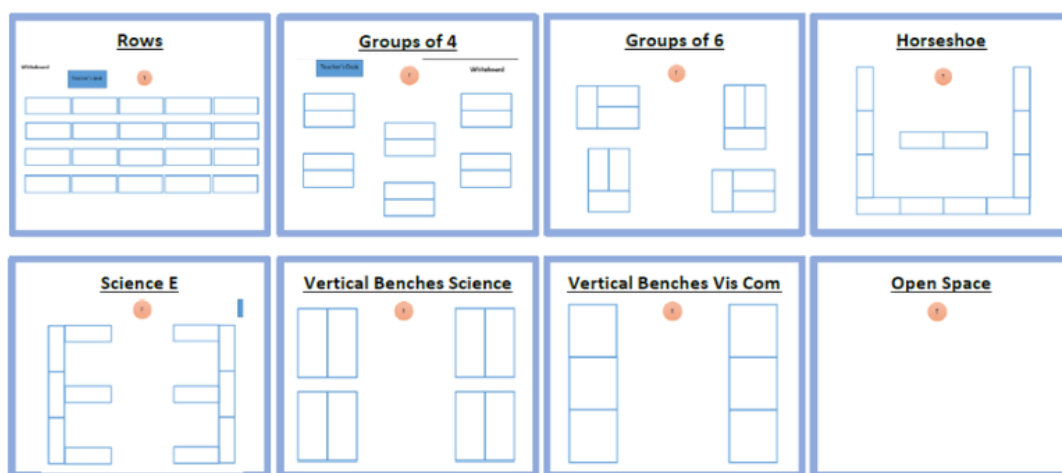 Rows
Groups of 4
Groups of 6
Horseshoe
Whiteboard
Teacher's desk
T
Teacher's Desk
T
Whiteboard
T
T
Science E
Vertical Benches Science
Vertical Benches Vis Com
Open Space
T
T
T
T